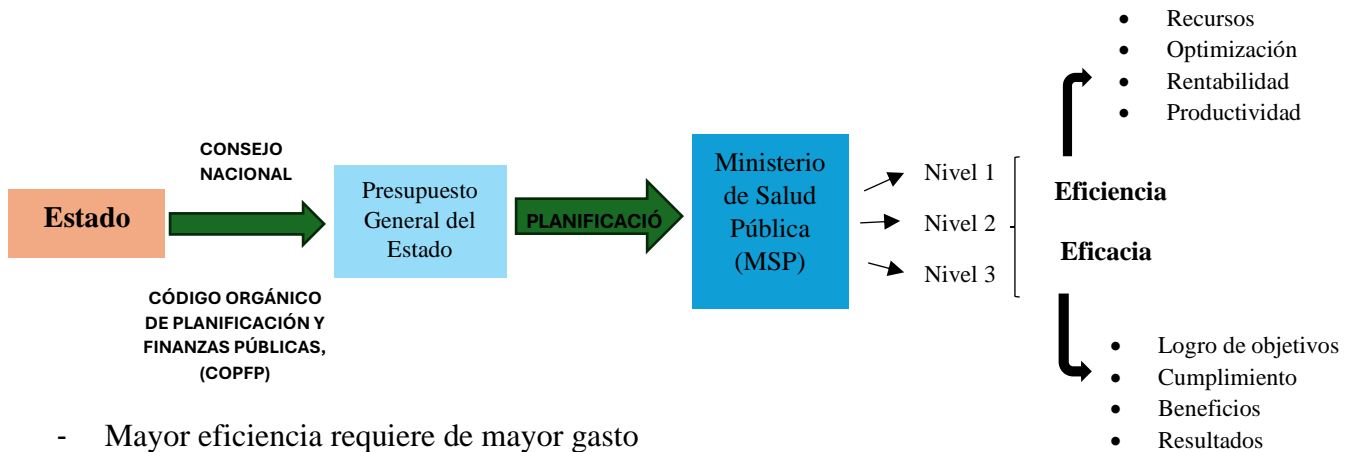 Estado
CONSEJO
NACIONAL
CÓDIGO ORGÁNICO
DE PLANIFICACIÓN Y
FINANZAS PÚBLICAS,
(COPFP)
Presupuesto
General del
Estado
PLANIFICACIÓ
Ministerio
de Salud
Pública
(MSP)
Nivel 1
Nivel 2
Nivel 3
Eficiencia
Eficacia
• Recursos
• Optimización
• Rentabilidad
• Productividad
• Logro de objetivos
• Cumplimiento
• Beneficios
• Resultados
- Mayor eficiencia requiere de mayor gasto